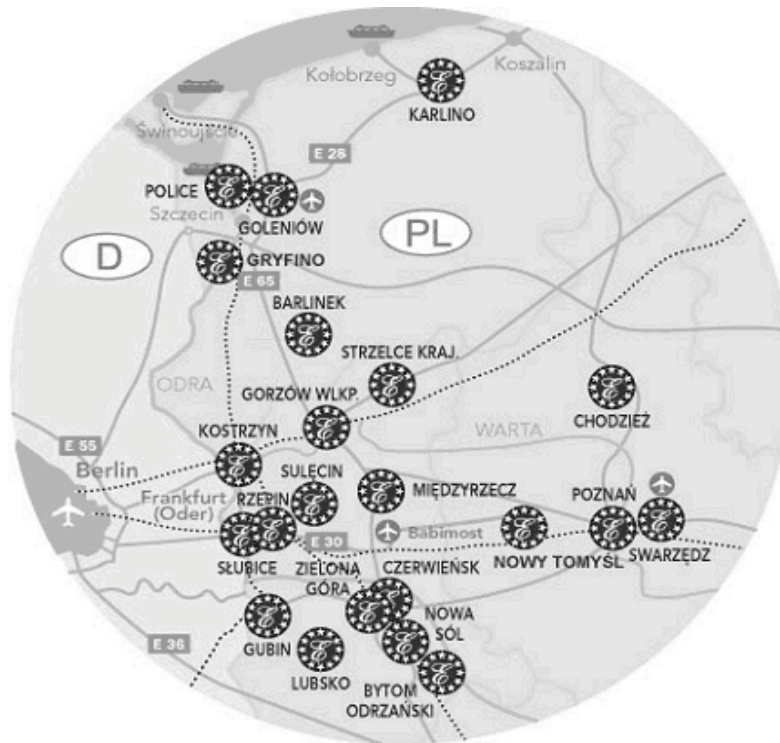 Kołobrzeg
Koszalin
KARLINO
Świnoujście
E 28
POLICE
Szczecin
GOLENIÓW
D
PL
GRYFINO
E 65
BARLINEK
STRZELCE KRAJ.
ODRA
GORZÓW WLKP.
CHODZIEŻ
KOSTRZYN
WARTA
E 55
Berlin
SULĘCIN
MIĘDZYRZECZ
POZNAŃ
Frankfurt
(Oder)
RZEPIN
E 30
Babimost
SŁUBICE
ZIELONA
GÓRA
CZERWIEŃSK
NOWY TOMYŚL
SWARZĘDZ
NOWA
SÓL
E 36
GUBIN
LUBSKO
BYTOM
ODRZAŃSKI